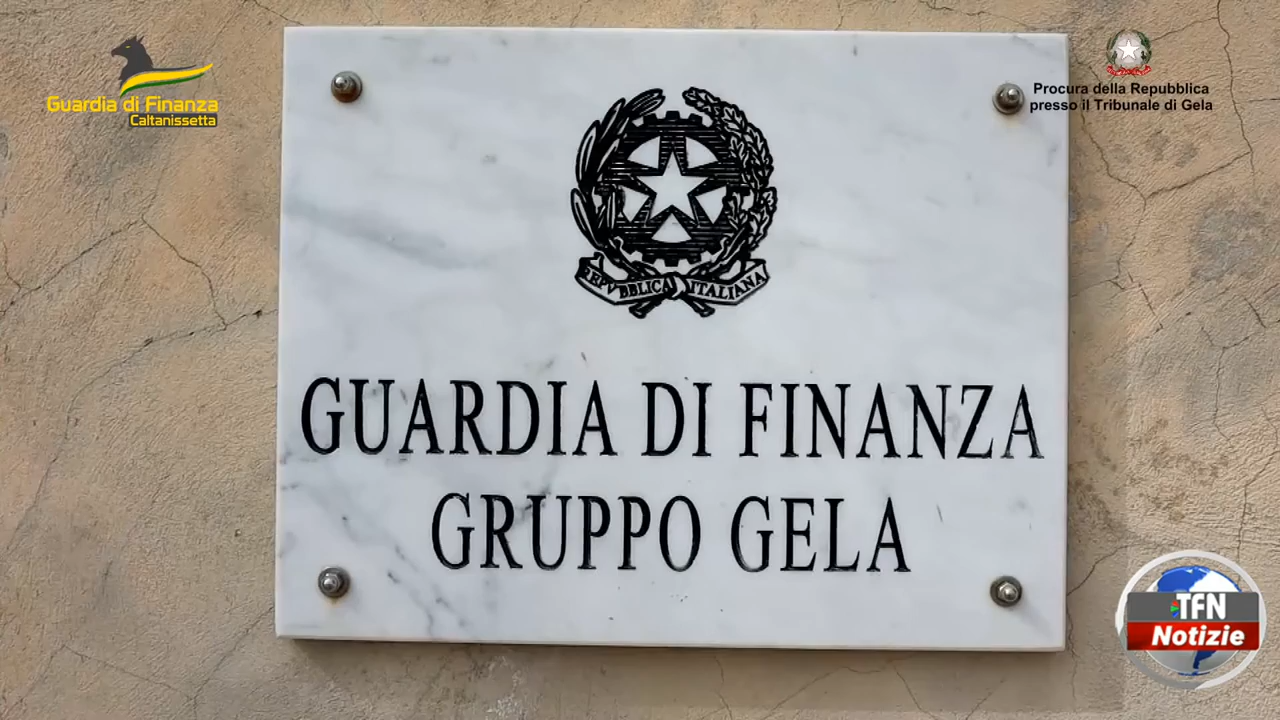 Guardia di Finanza
Caltanissetta
Procura della Repubblica
presso il Tribunale di Gela
REPVBBLICA ITALIANA
GUARDIA DI FINANZA
GRUPPO GELA
TFN
Notizie